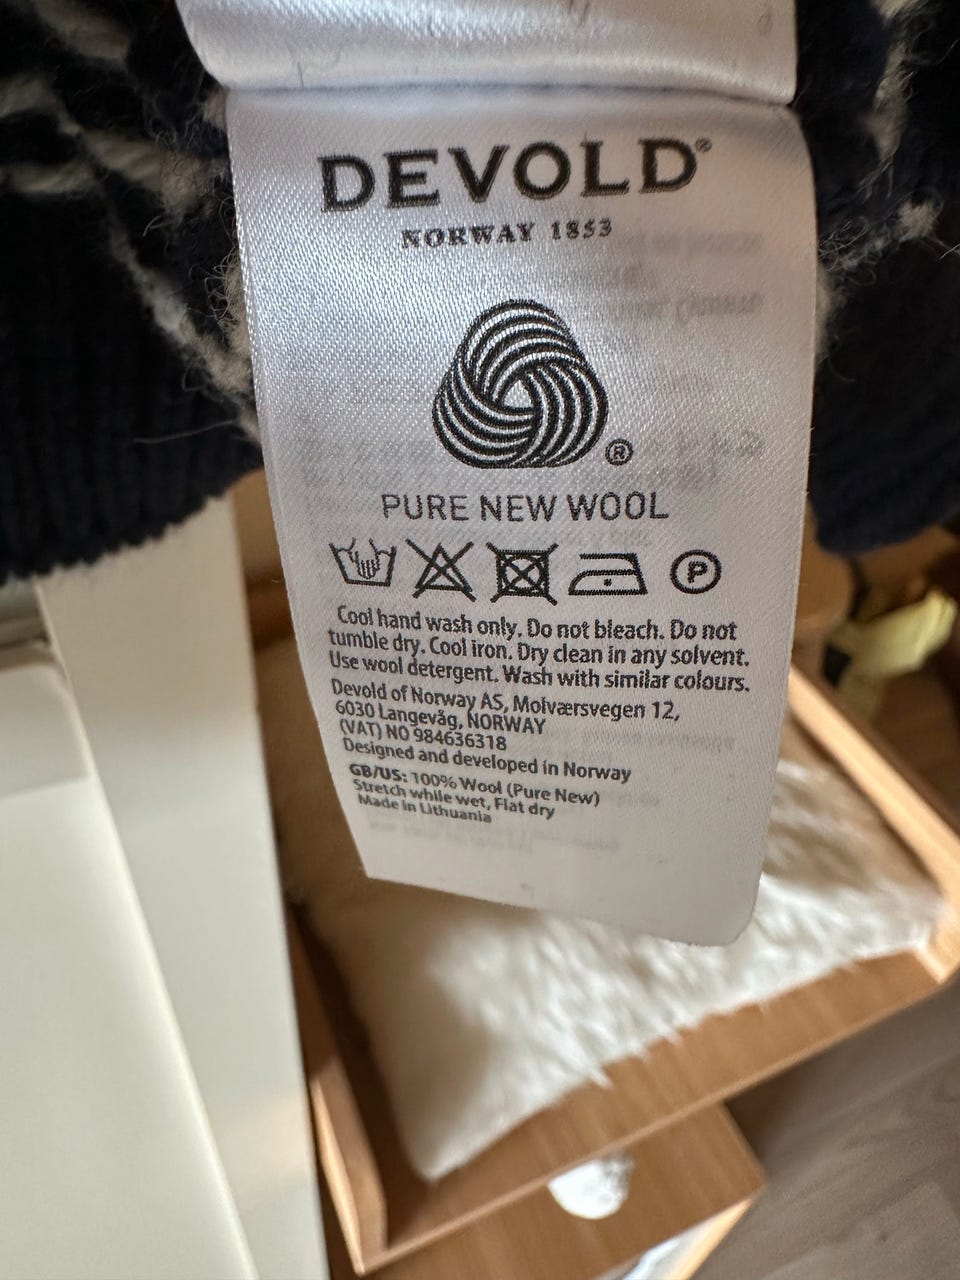 DEVOLD®
NORWAY 1853
®
PURE NEW WOOL
P
Cool hand wash only. Do not bleach. Do not
tumble dry. Cool iron. Dry clean in any solvent.
Use wool detergent. Wash with similar colours.
Devold of Norway AS, Molværsvegen 12,
6030 Langevåg, NORWAY
(VAT) NO 984636318
Designed and developed in Norway
GB/US: 100% Wool (Pure New)
Stretch while wet, Flat dry
Made in Lithuania